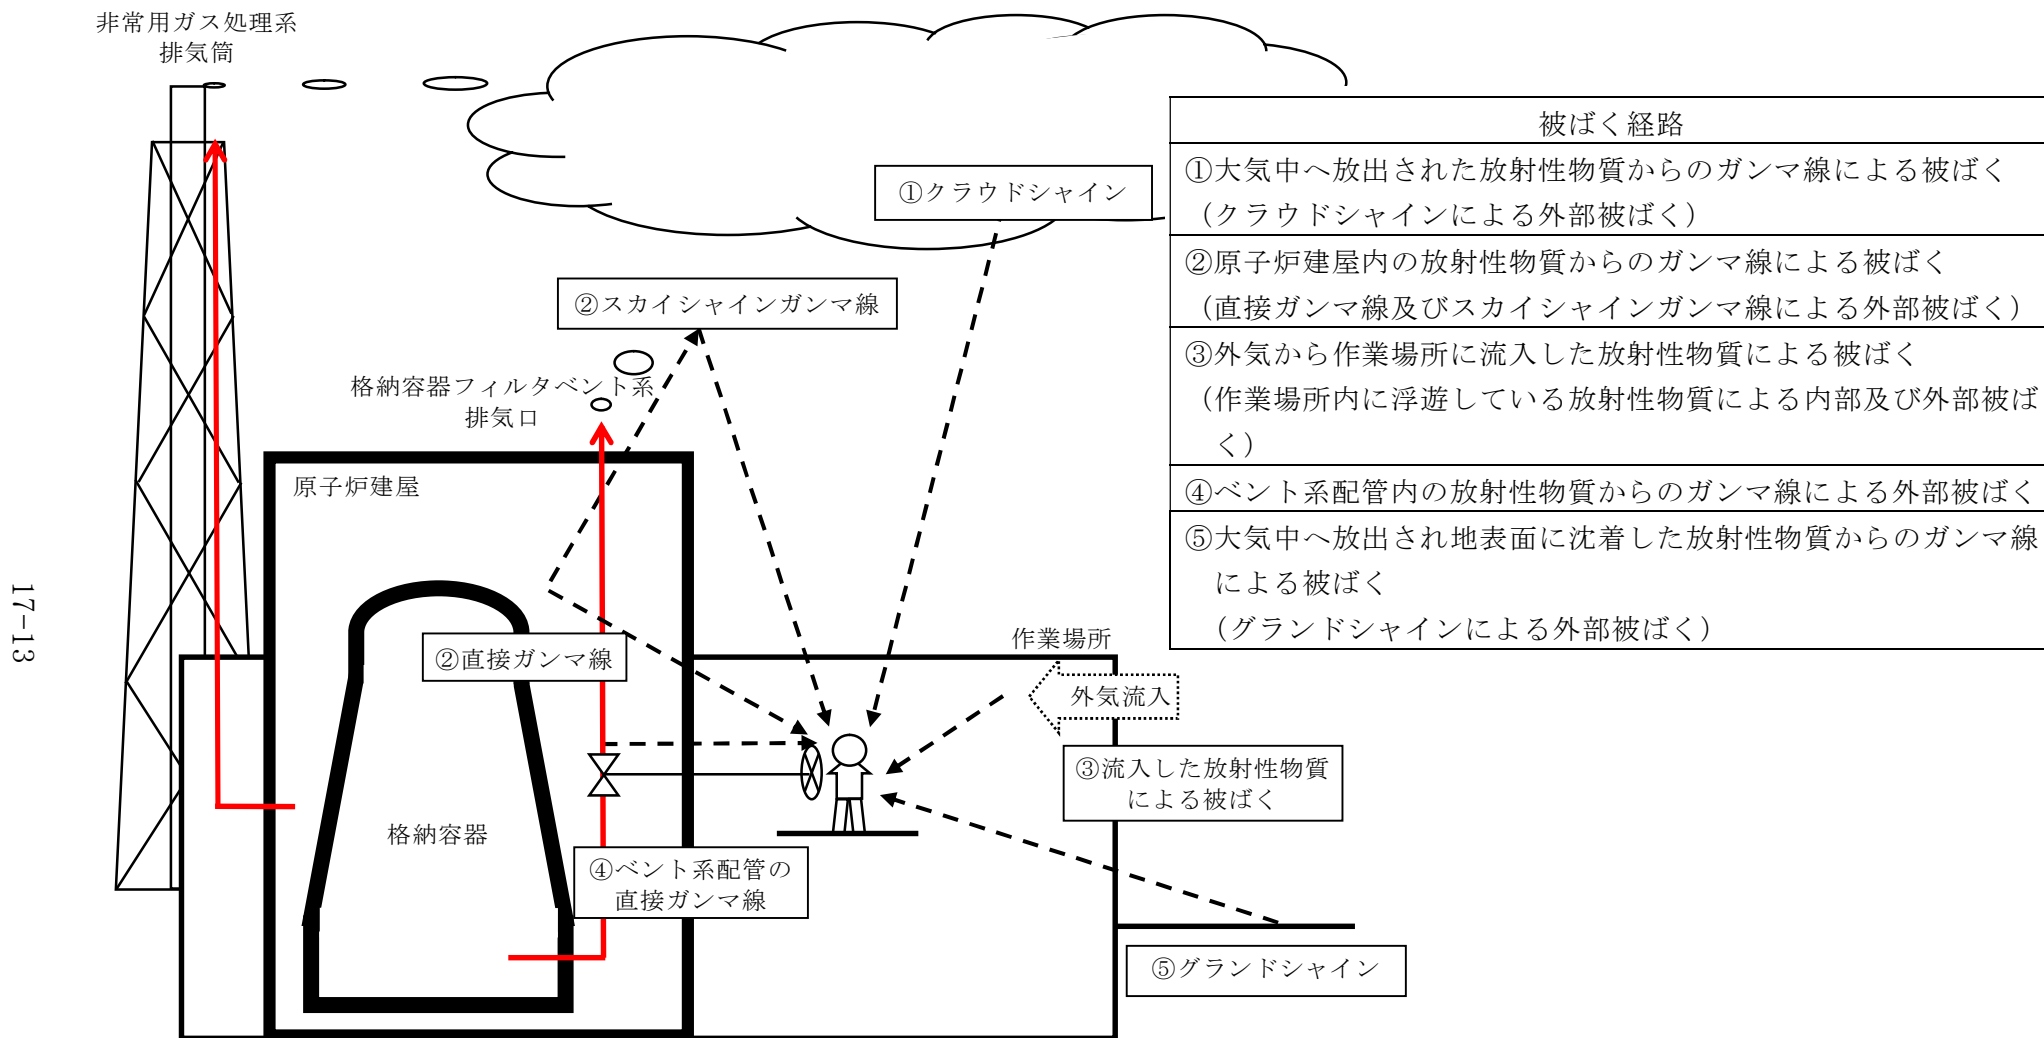 非常用ガス処理系
排気筒
①クラウドシャイン
②スカイシャインガンマ線
格納容器フィルタベント系
排気口
原子炉建屋
②直接ガンマ線
作業場所
外気流入
③流入した放射性物質
による被ばく
格納容器
④ベント系配管の
直接ガンマ線
⑤グランドシャイン
被ばく経路
①大気中へ放出された放射性物質からのガンマ線による被ばく
（クラウドシャインによる外部被ばく）
②原子炉建屋内の放射性物質からのガンマ線による被ばく
（直接ガンマ線及びスカイシャインガンマ線による外部被ばく）
③外気から作業場所に流入した放射性物質による被ばく
（作業場所内に浮遊している放射性物質による内部及び外部被ば
く）
④ベント系配管内の放射性物質からのガンマ線による外部被ばく
⑤大気中へ放出され地表面に沈着した放射性物質からのガンマ線
による被ばく
（グランドシャインによる外部被ばく）
17-13